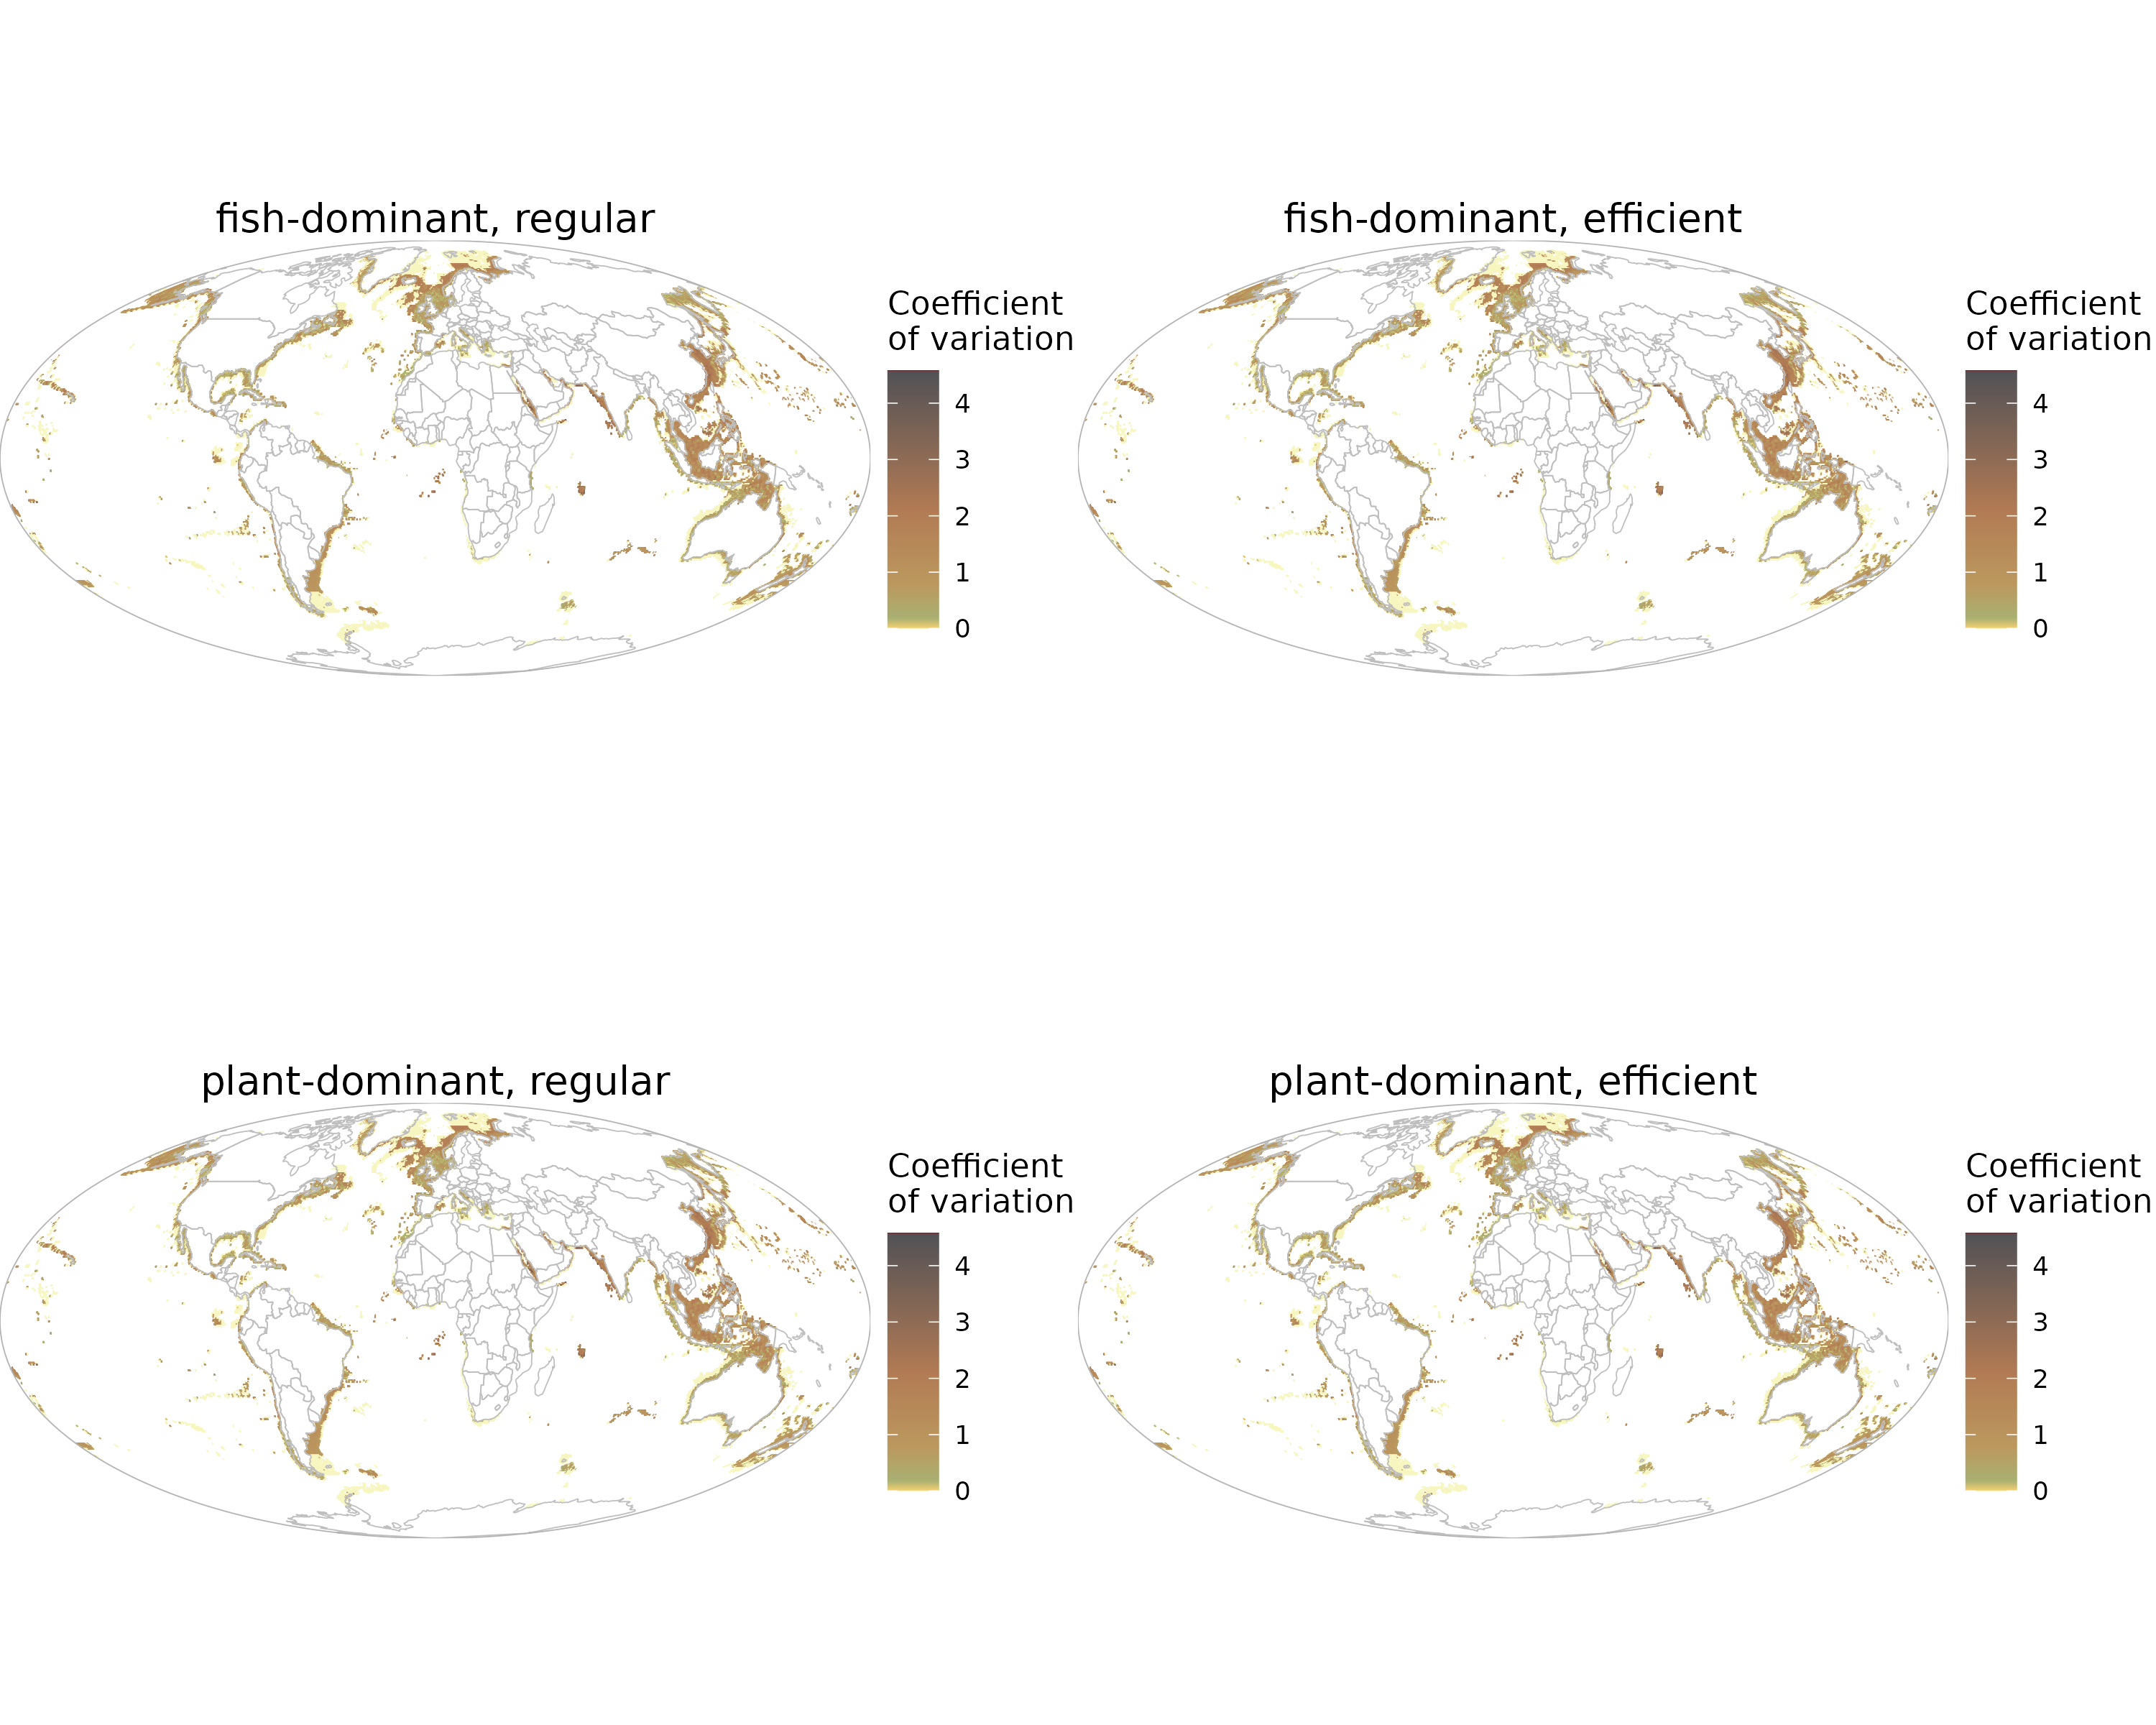 fish-dominant, regular
Coefficient
of variation
4
3
2
1
0
fish-dominant, efficient
Coefficient
of variation
4
3
2
1
0
plant-dominant, regular
Coefficient
of variation
4
3
2
1
0
plant-dominant, efficient
Coefficient
of variation
4
3
2
1
0